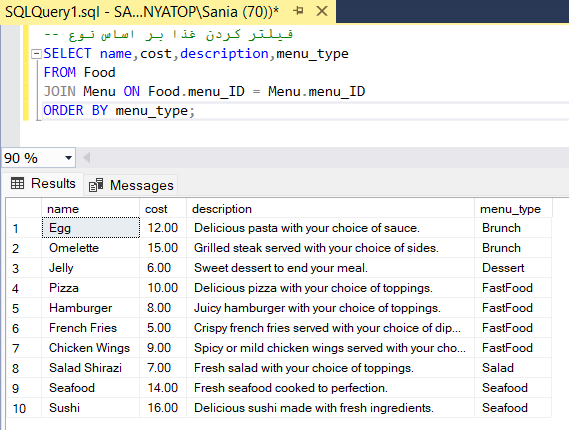 SQLQuery1.sql - SA...NYATOP\Sania (70))*
-- فیلتر کردن غذا بر اساس نوع
SELECT name,cost,description,menu_type
FROM Food
JOIN Menu ON Food.menu_ID = Menu.menu_ID
ORDER BY menu_type;
90 %
Results Messages
name cost description menu_type
1 Egg 12.00 Delicious pasta with your choice of sauce. Brunch
2 Omelette 15.00 Grilled steak served with your choice of sides. Brunch
3 Jelly 6.00 Sweet dessert to end your meal. Dessert
4 Pizza 10.00 Delicious pizza with your choice of toppings. FastFood
5 Hamburger 8.00 Juicy hamburger with your choice of toppings. FastFood
6 French Fries 5.00 Crispy french fries served with your choice of dip... FastFood
7 Chicken Wings 9.00 Spicy or mild chicken wings served with your cho... FastFood
8 Salad Shirazi 7.00 Fresh salad with your choice of toppings. Salad
9 Seafood 14.00 Fresh seafood cooked to perfection. Seafood
10 Sushi 16.00 Delicious sushi made with fresh ingredients. Seafood